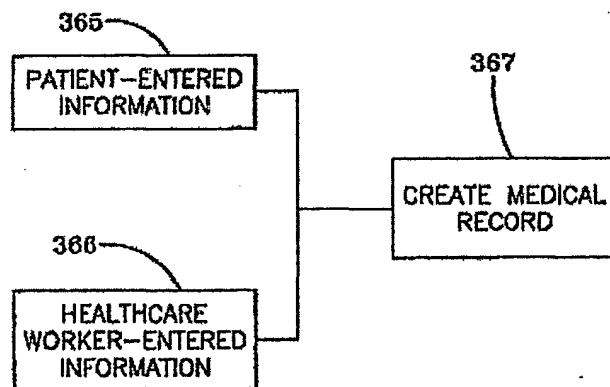 365
PATIENT-ENTERED
INFORMATION
367
CREATE MEDICAL
RECORD
366
HEALTHCARE
WORKER-ENTERED
INFORMATION